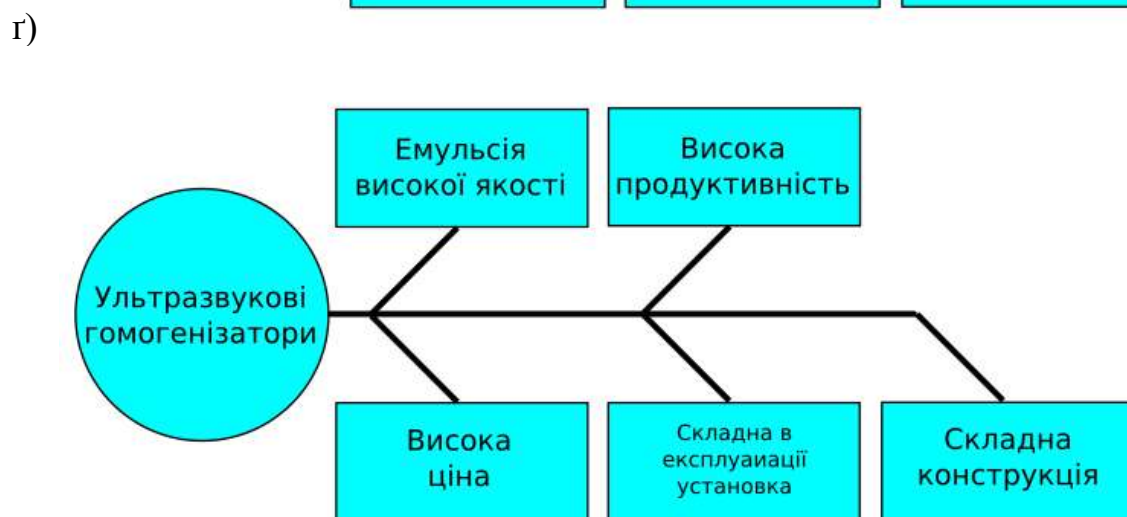 ґ)
Емульсія
високої якості
Висока
продуктивність
Ультразвукові
гомогенізатори
Висока
ціна
Складна в
експлуаиації
установка
Складна
конструкція